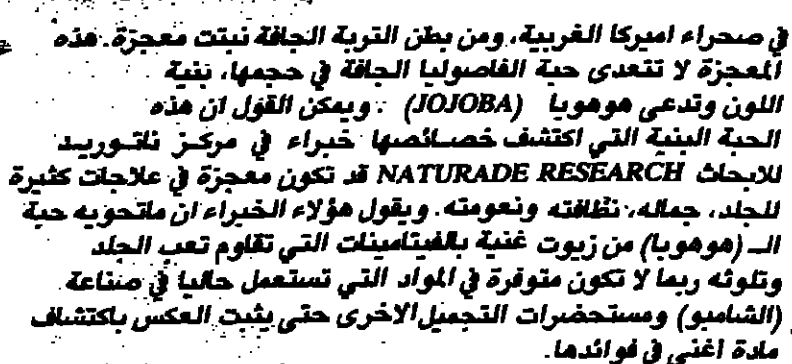 في صحراء اميركا الغربية، ومن بطن التربة الجافة نبتت معجزة. هذه
المعجزة لا تتعدى حبة الفاصوليا الجافة في حجمها، بنية
اللون وتدعى هوهوبا (JOJOBA) . ويمكن القول ان هذه
الحبة البنية التي اكتشف خصائصها خبراء في مركز ناتوريد
للابحاث NATURADE RESEARCH قد تكون معجزة في علاجات كثيرة
للجلد، جماله، نظافته ونعومته. ويقول هؤلاء الخبراء ان ماتحويه حبة
الـ (هوهوبا) من زيوت غنية بالفيتامينات التي تقاوم تعب الجلد
وتلوثه ربما لا تكون متوفرة في المواد التي تستعمل حاليا في صناعة
(الشامبو) ومستحضرات التجميل الاخرى حتى يثبت العكس باكتشاف
مادة اغنى في فوائدها.